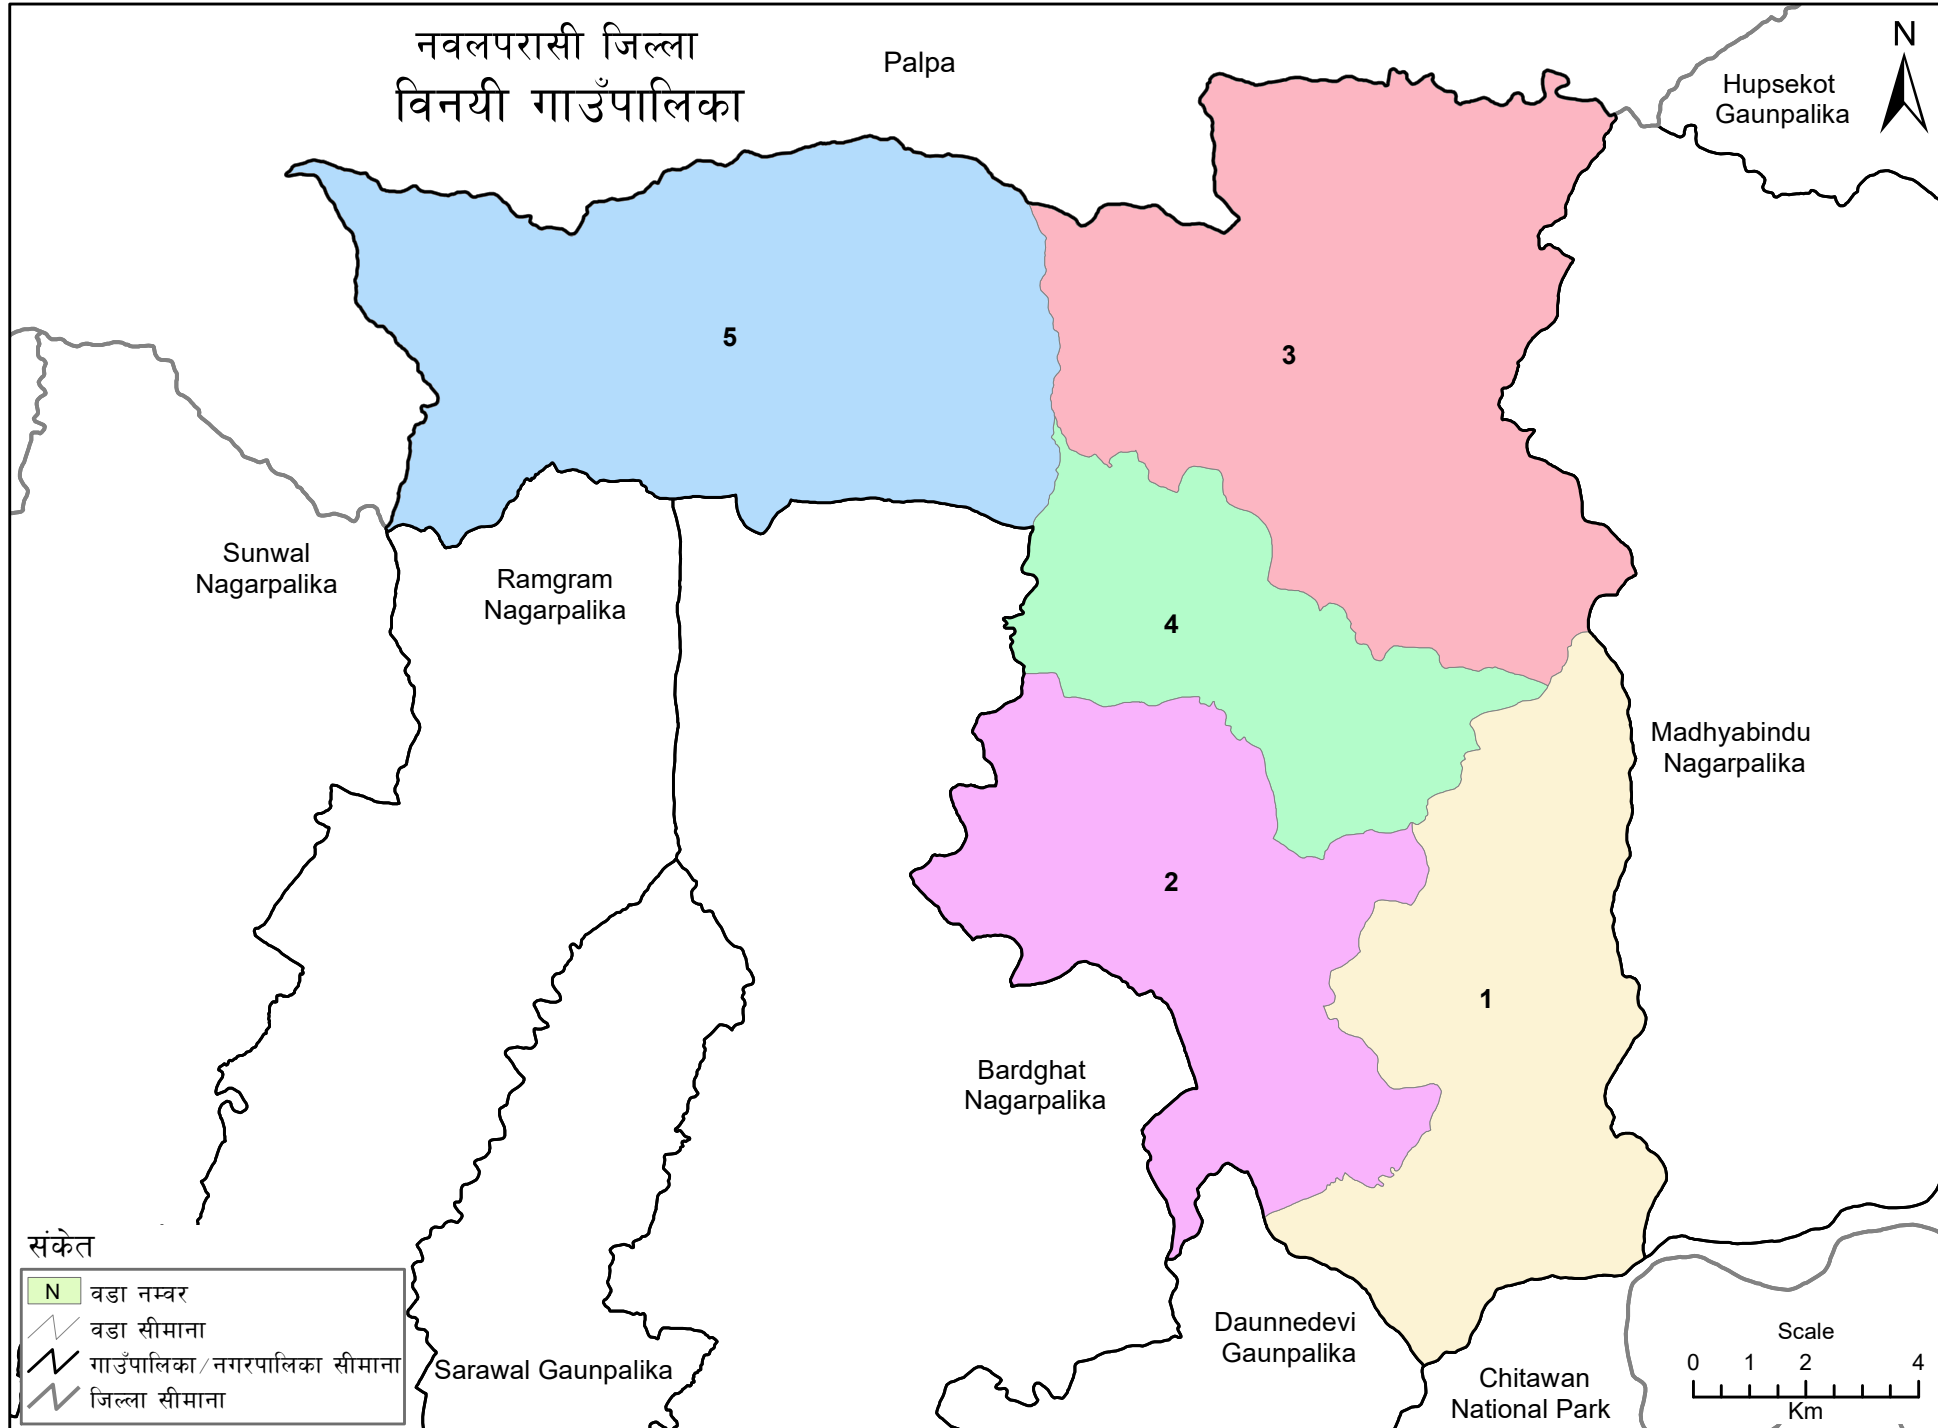 नवलपरासी जिल्ला
विनयी गाउँपालिका
Palpa
Hupsekot
Gaunpalika
N
5
3
Sunwal
Nagarpalika
Ramgram
Nagarpalika
4
Madhyabindu
Nagarpalika
2
1
Bardghat
Nagarpalika
Daunnedevi
Gaunpalika
Sarawal Gaunpalika
Chitawan
National Park
संकेत
N वडा नम्वर
वडा सीमाना
गाउँपालिका/नगरपालिका सीमाना
जिल्ला सीमाना
Scale
0 1 2 4
Km